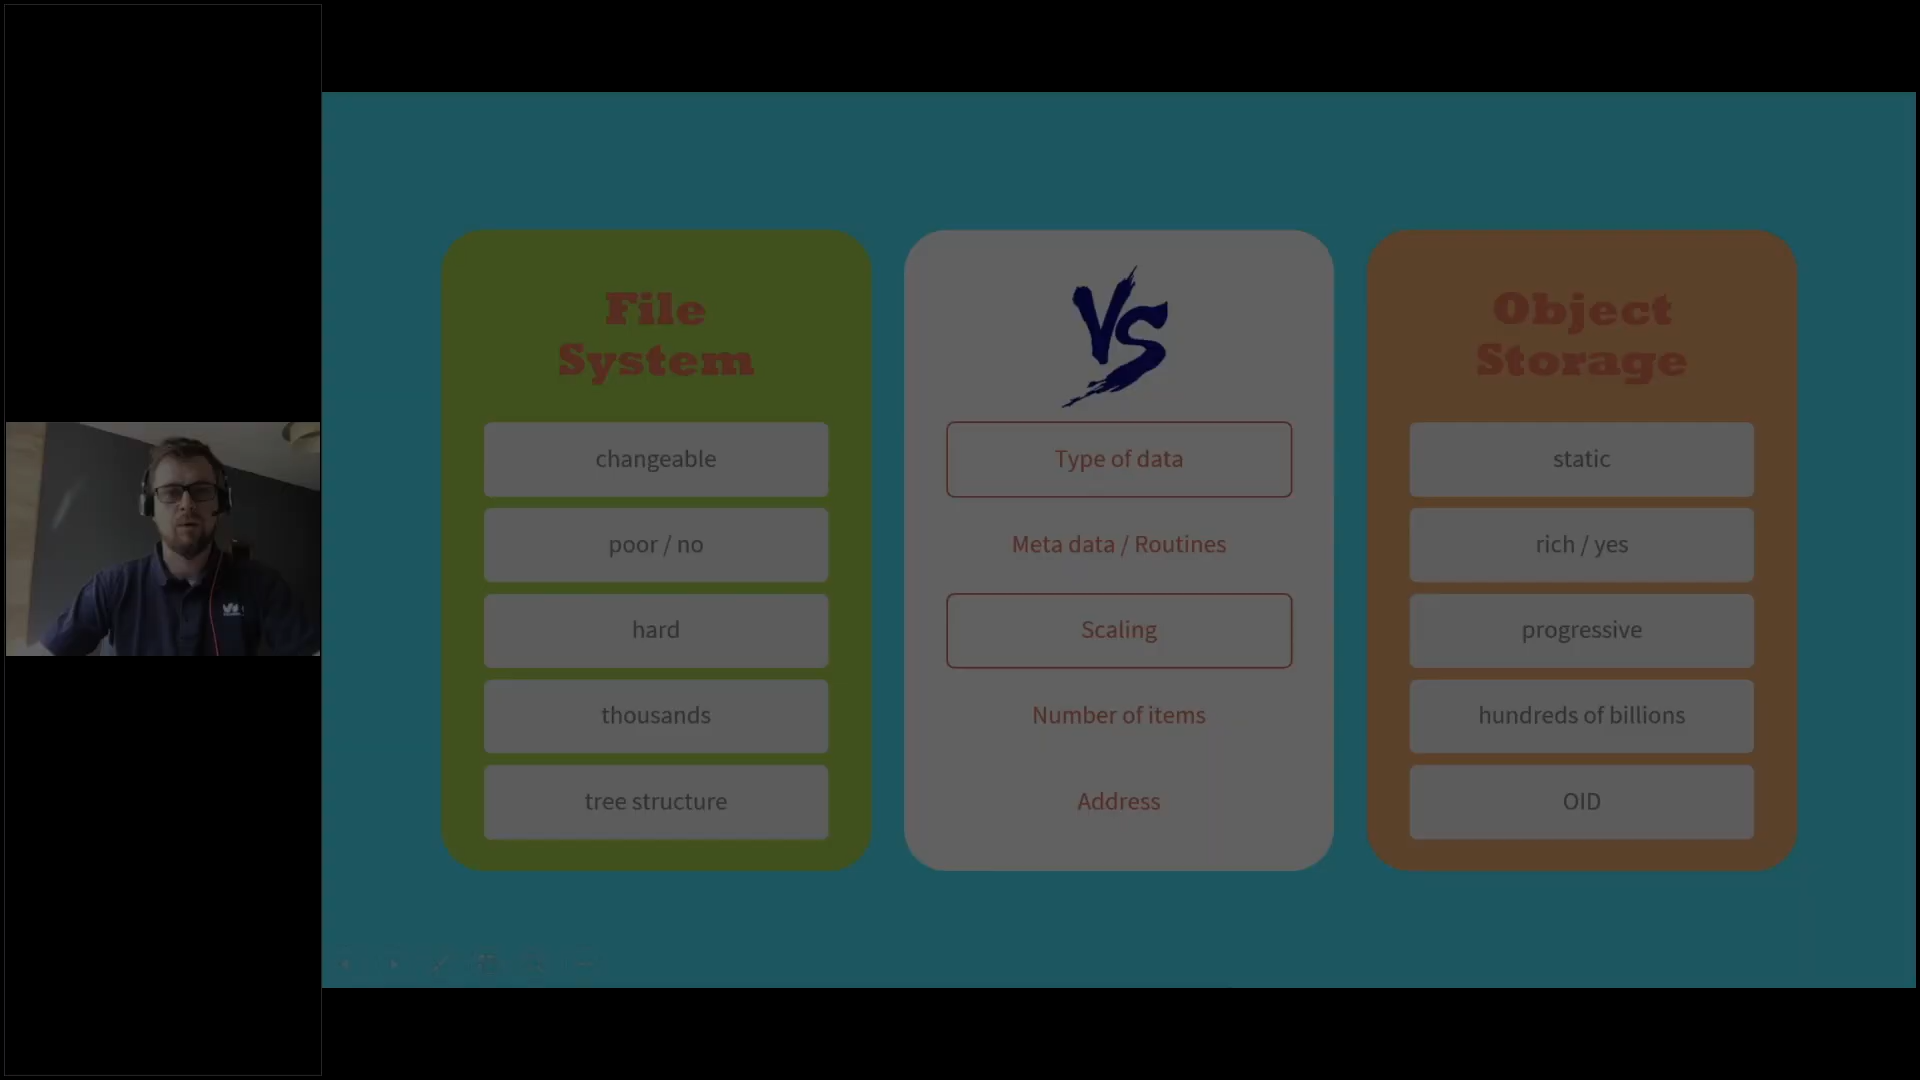 File
System
changeable
poor / no
hard
thousands
tree structure
VS
Type of data
Meta data / Routines
Scaling
Number of items
Address
Object
Storage
static
rich / yes
progressive
hundreds of billions
OID